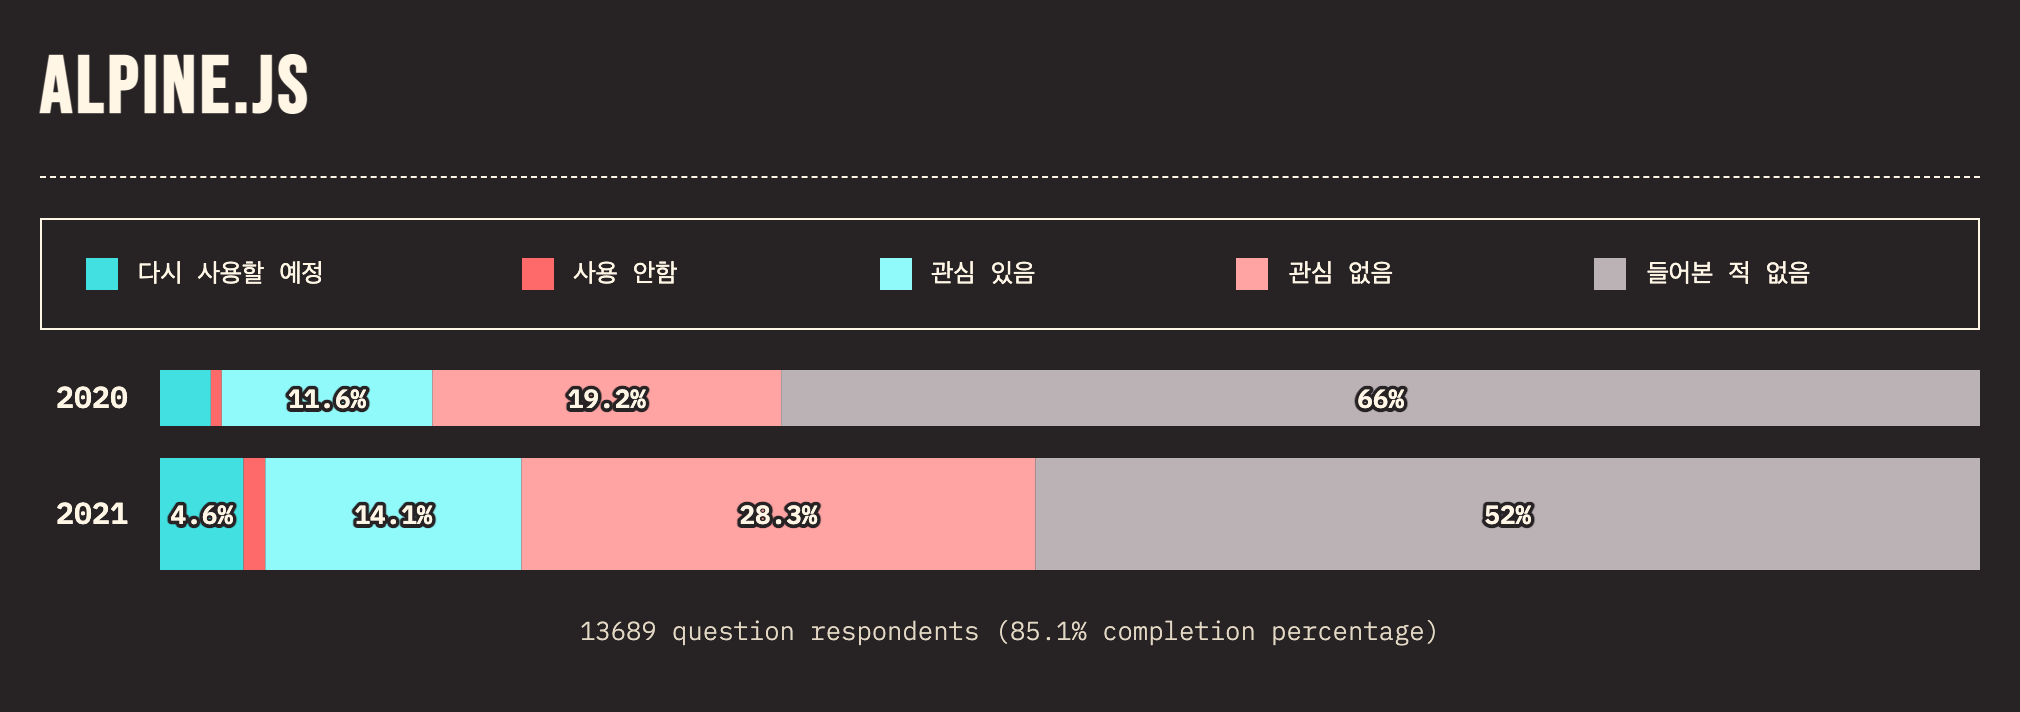 ALPINE.JS
다시 사용할 예정 사용 안함 관심 있음 관심 없음 들어본 적 없음
2020 11.6% 19.2% 66%
2021 4.6% 14.1% 28.3% 52%
13689 question respondents (85.1% completion percentage)